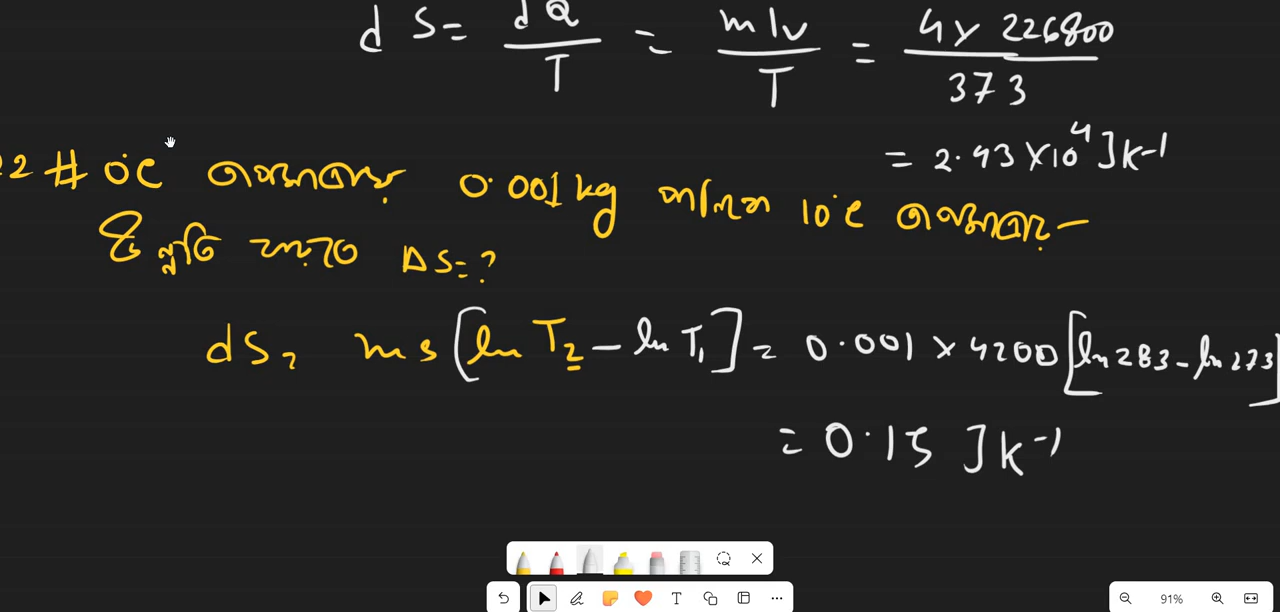 dS = dQ/T = mlv/T = 4 × 226800/373
= 2.43 × 10⁴ Jk⁻¹
2 # 0°C তাপমাত্রায় 0.001 kg পানিকে 10°C তাপমাত্রায়
ΔS = ?
dS = ms [ln T₂ - ln T₁] = 0.001 × 4200 [ln 283 - ln 273]
= 0.15 Jk⁻¹
91%